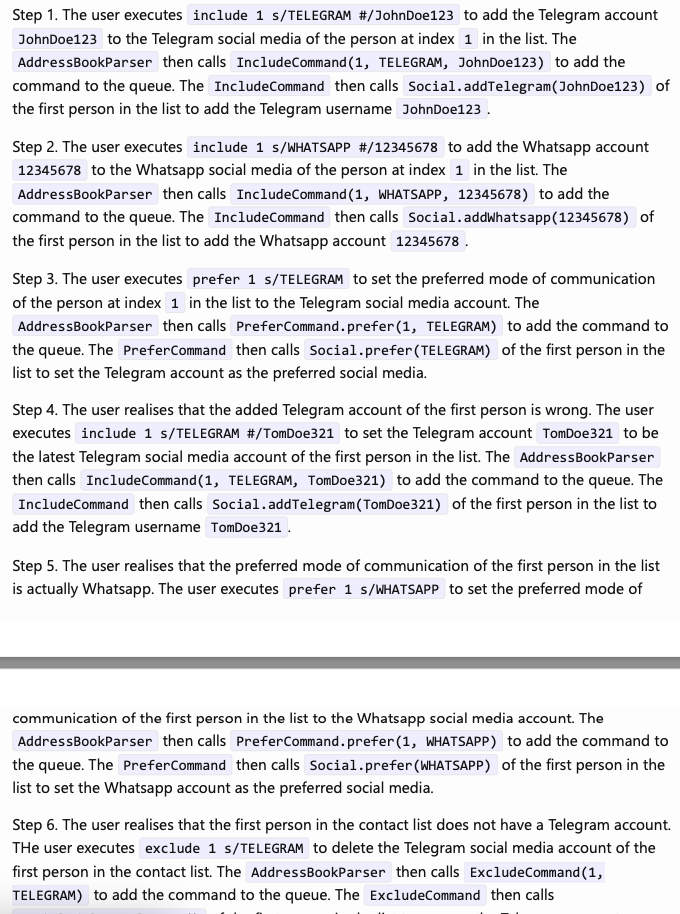 Step 1. The user executes include 1 s/TELEGRAM #/JohnDoe123 to add the Telegram account
JohnDoe123 to the Telegram social media of the person at index 1 in the list. The
AddressBookParser then calls IncludeCommand(1, TELEGRAM, JohnDoe123) to add the
command to the queue. The IncludeCommand then calls Social.addTelegram(JohnDoe123) of
the first person in the list to add the Telegram username JohnDoe123 .
Step 2. The user executes include 1 s/WHATSAPP #/12345678 to add the Whatsapp account
12345678 to the Whatsapp social media of the person at index 1 in the list. The
AddressBookParser then calls IncludeCommand(1, WHATSAPP, 12345678) to add the
command to the queue. The IncludeCommand then calls Social.addWhatsapp(12345678) of
the first person in the list to add the Whatsapp account 12345678 .
Step 3. The user executes prefer 1 s/TELEGRAM to set the preferred mode of communication
of the person at index 1 in the list to the Telegram social media account. The
AddressBookParser then calls PreferCommand.prefer(1, TELEGRAM) to add the command to
the queue. The PreferCommand then calls Social.prefer(TELEGRAM) of the first person in the
list to set the Telegram account as the preferred social media.
Step 4. The user realises that the added Telegram account of the first person is wrong. The user
executes include 1 s/TELEGRAM #/TomDoe321 to set the Telegram account TomDoe321 to be
the latest Telegram social media account of the first person in the list. The AddressBookParser
then calls IncludeCommand(1, TELEGRAM, TomDoe321) to add the command to the queue. The
IncludeCommand then calls Social.addTelegram(TomDoe321) of the first person in the list to
add the Telegram username TomDoe321 .
Step 5. The user realises that the preferred mode of communication of the first person in the list
is actually Whatsapp. The user executes prefer 1 s/WHATSAPP to set the preferred mode of
communication of the first person in the list to the Whatsapp social media account. The
AddressBookParser then calls PreferCommand.prefer(1, WHATSAPP) to add the command to
the queue. The PreferCommand then calls Social.prefer(WHATSAPP) of the first person in the
list to set the Whatsapp account as the preferred social media.
Step 6. The user realises that the first person in the contact list does not have a Telegram account.
THe user executes exclude 1 s/TELEGRAM to delete the Telegram social media account of the
first person in the contact list. The AddressBookParser then calls ExcludeCommand(1,
TELEGRAM) to add the command to the queue. The ExcludeCommand then calls